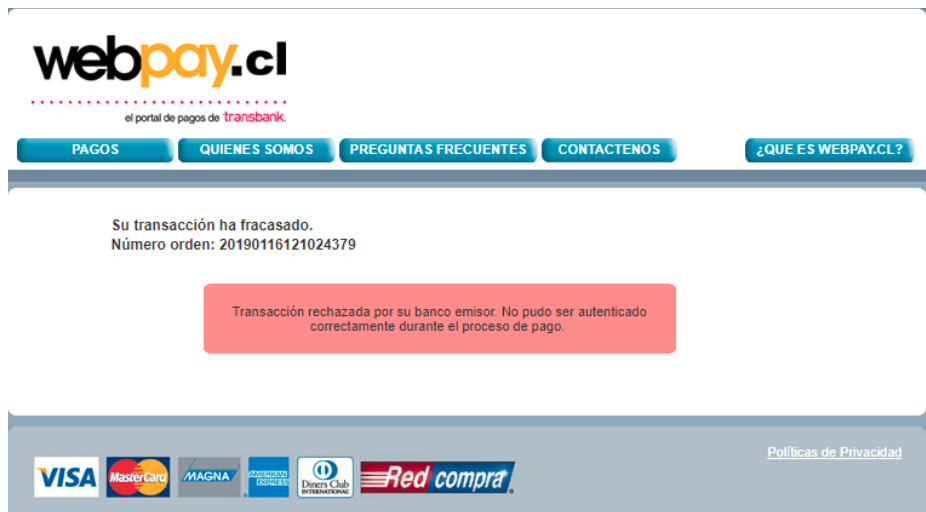 webpay.cl
el portal de pagos de transbank.
PAGOS
QUIENES SOMOS
PREGUNTAS FRECUENTES
CONTACTENOS
¿QUE ES WEBPAY.CL?
Su transacción ha fracasado.
Número orden: 20190116121024379
Transacción rechazada por su banco emisor. No pudo ser autenticado
correctamente durante el proceso de pago.
Políticas de Privacidad
VISA
MasterCard
MAGNA
AMERICAN
EXPRESS
Diners Club
INTERNATIONAL
Red compra